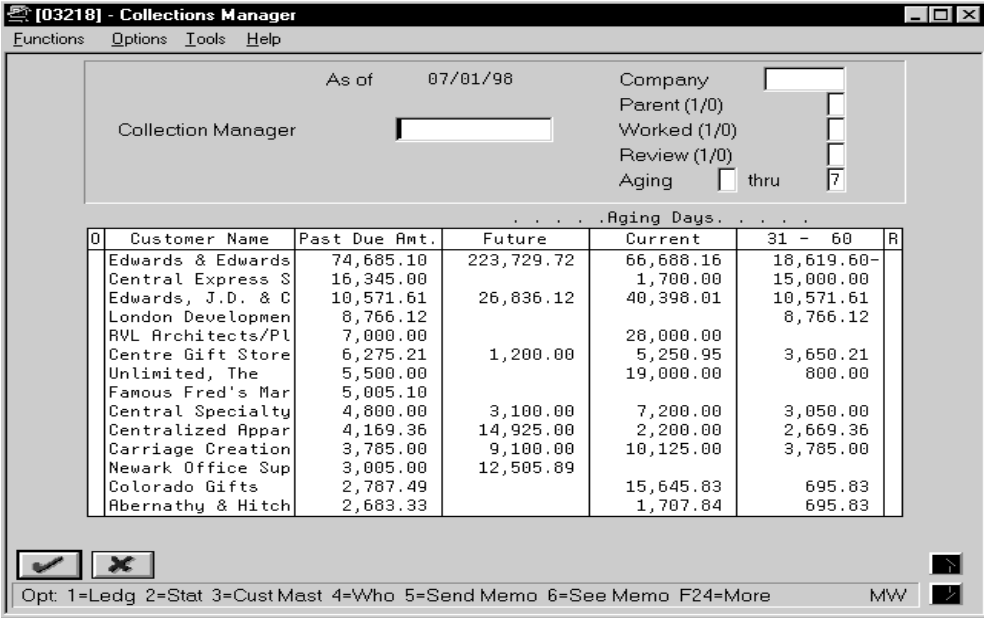 [03218] - Collections Manager
Functions Options Tools Help
As of 07/01/98 Company
Parent (1/0)
Collection Manager Worked (1/0)
Review (1/0)
Aging thru 7
. . . . .Aging Days. . . . .
O Customer Name Past Due Amt. Future Current 31 - 60 R
Edwards & Edwards 74,685.10 223,729.72 66,688.16 18,619.60-
Central Express S 16,345.00 1,700.00 15,000.00
Edwards, J.D. & C 10,571.61 26,836.12 40,398.01 10,571.61
London Developmen 8,766.12 8,766.12
RVL Architects/Pl 7,000.00 28,000.00
Centre Gift Store 6,275.21 1,200.00 5,250.95 3,650.21
Unlimited, The 5,500.00 19,000.00 800.00
Famous Fred's Mar 5,005.10
Central Specialty 4,800.00 3,100.00 7,200.00 3,050.00
Centralized Appar 4,169.36 14,925.00 2,200.00 2,669.36
Carriage Creation 3,785.00 9,100.00 10,125.00 3,785.00
Newark Office Sup 3,005.00 12,505.89
Colorado Gifts 2,787.49 15,645.83 695.83
Abernathy & Hitch 2,683.33 1,707.84 695.83
Opt: 1=Ledg 2=Stat 3=Cust Mast 4=Who 5=Send Memo 6=See Memo F24=More MW